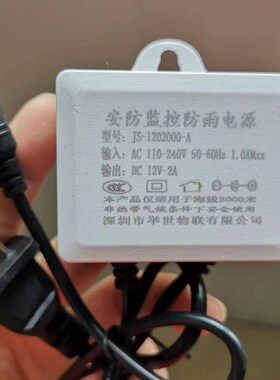 安防监控防雨电源
型号: JS-1202000-A
输入: AC 110-240V 50-60Hz 1.0AMax
输出: DC 12V-2A
本产品仅适用于海拔2000米
非热带气候条件下安全使用
深圳市举世物联有限公司